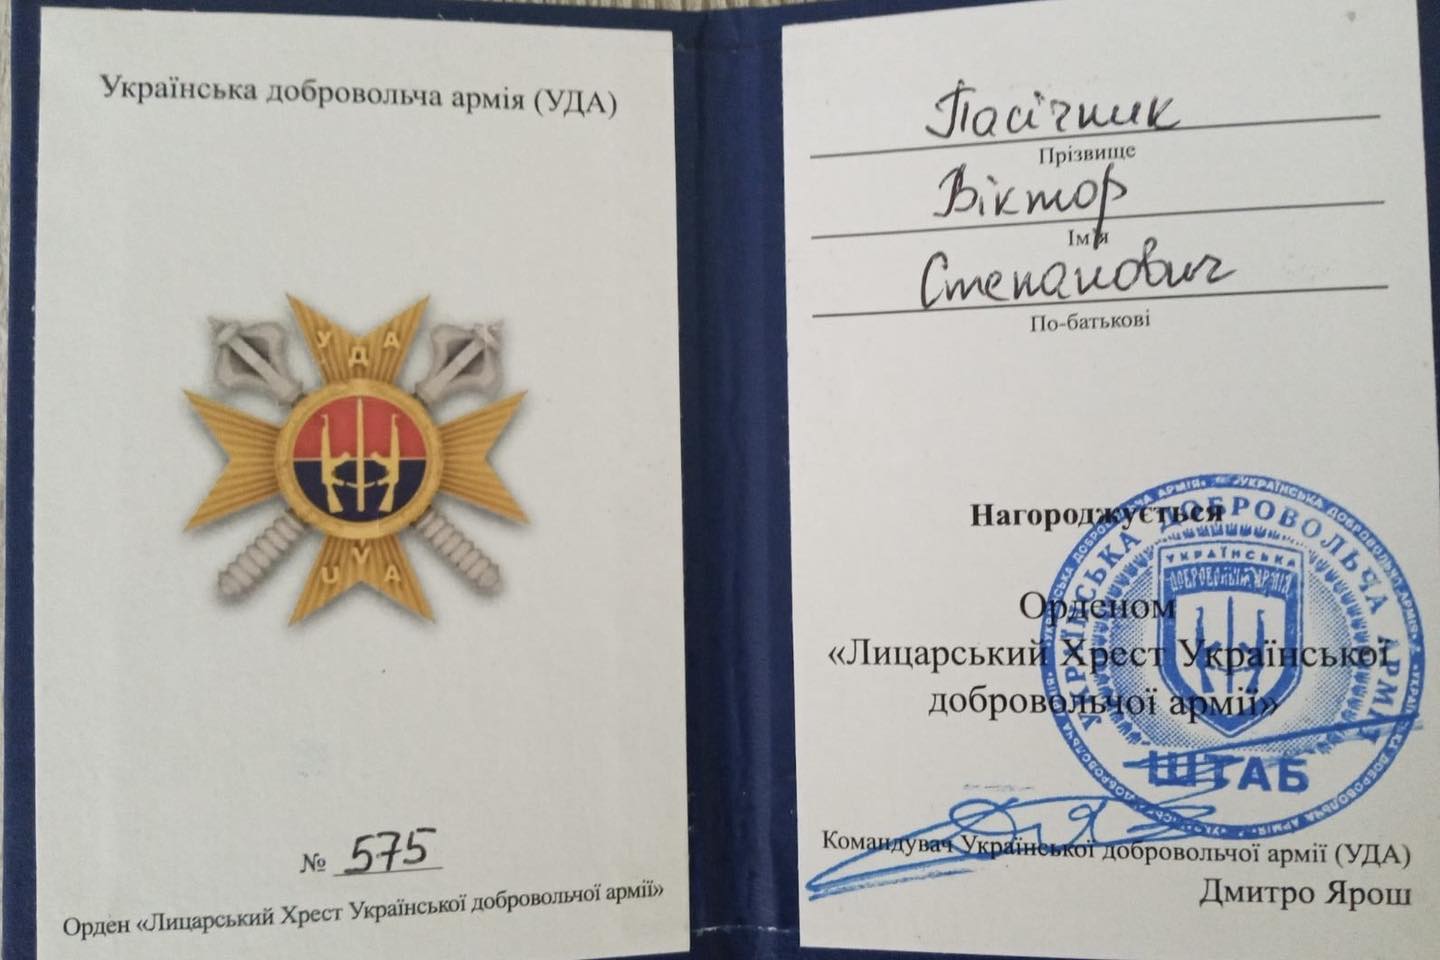 Українська добровольча армія (УДА)
УДА
UVA
№ 575
Орден «Лицарський Хрест Української добровольчої армії»
Пасічник
Прізвище
Віктор
Ім'я
Степанович
По-батькові
Нагороджується
Орденом
«Лицарський Хрест Української
добровольчої армії»
УКРАЇНСЬКА ДОБРОВОЛЬЧА АРМІЯ
УКРАЇНСЬКА
ДОБРОВОЛЬЧА АРМІЯ
ШТАБ
Командувач Української добровольчої армії (УДА)
Дмитро Ярош